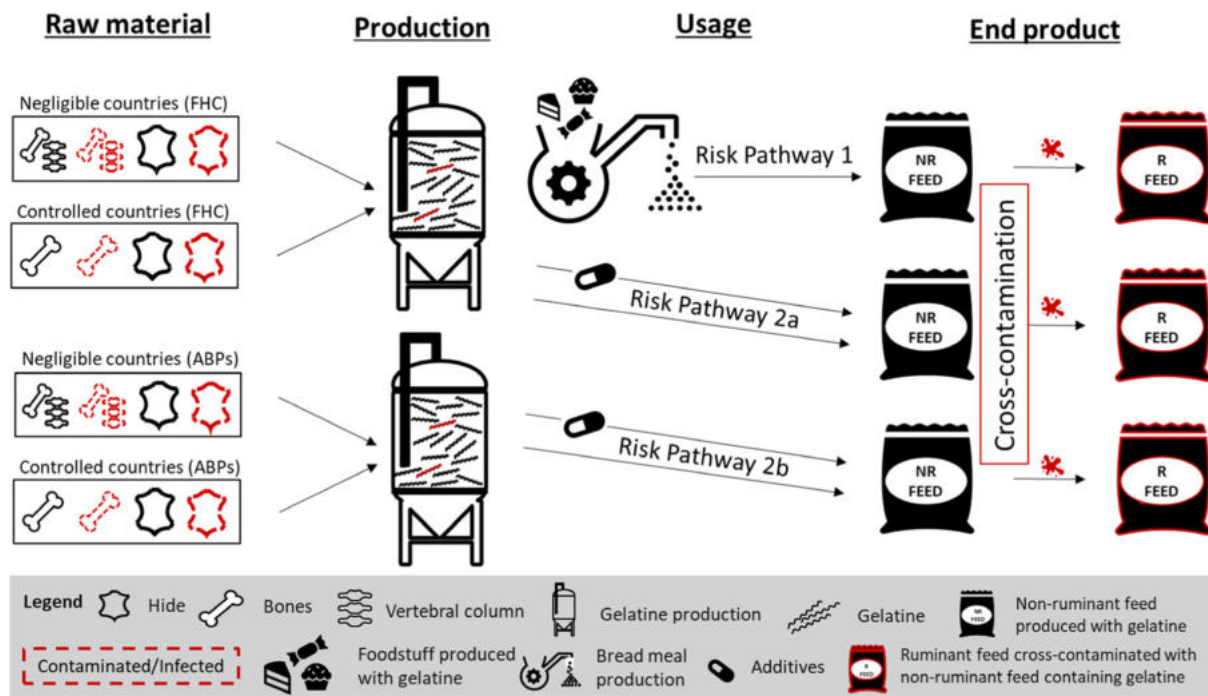 Raw material
Production
Usage
End product
Negligible countries (FHC)
Controlled countries (FHC)
Negligible countries (ABPs)
Controlled countries (ABPs)
Risk Pathway 1
Risk Pathway 2a
Risk Pathway 2b
NR
FEED
NR
FEED
NR
FEED
Cross-contamination
R
FEED
R
FEED
R
FEED
Legend
Hide
Bones
Vertebral column
Gelatine production
Gelatine
NR
FEED
Non-ruminant feed
produced with gelatine
Contaminated/Infected
Foodstuff produced
with gelatine
Bread meal
production
Additives
R
FEED
Ruminant feed cross-contaminated with
non-ruminant feed containing gelatine